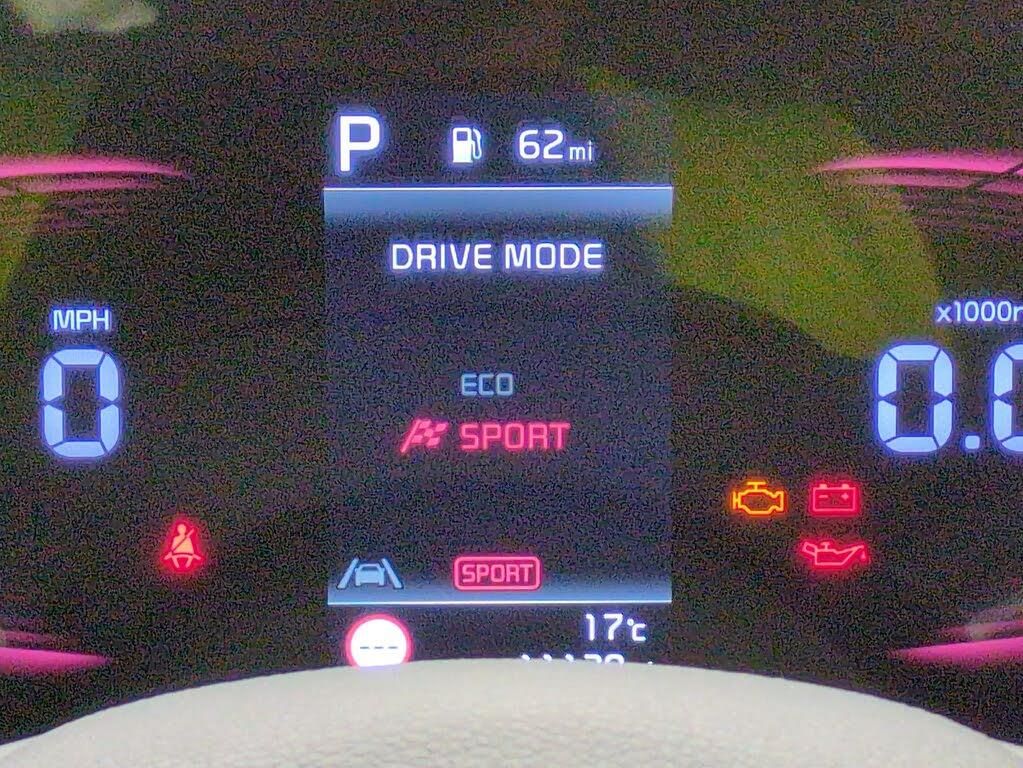 P 62 mi
DRIVE MODE
MPH
x1000r
0
0.0
ECO
SPORT
SPORT
17°C